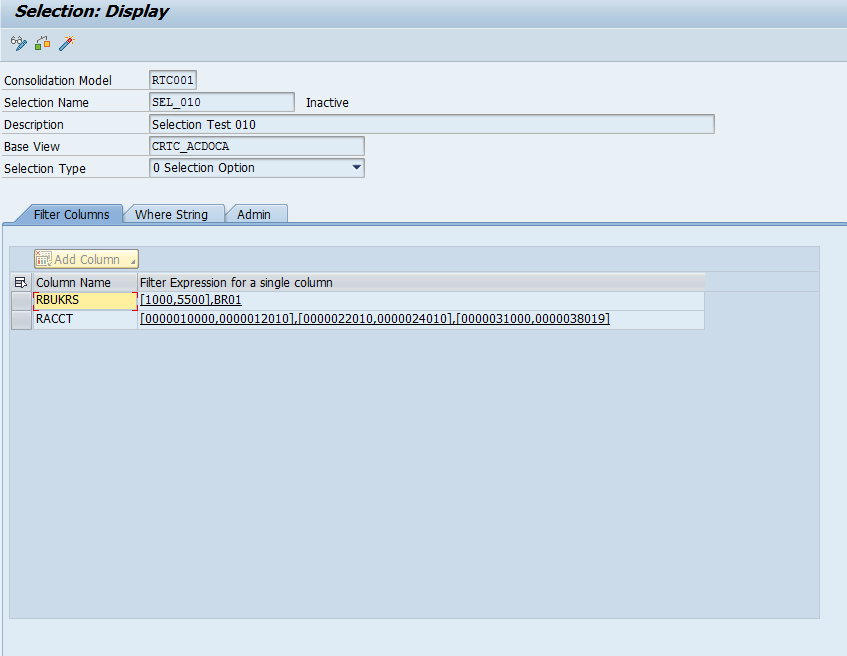 Selection: Display
Consolidation Model RTC001
Selection Name SEL_010 Inactive
Description Selection Test 010
Base View CRTC_ACDOCA
Selection Type 0 Selection Option
Filter Columns Where String Admin
Add Column
Column Name Filter Expression for a single column
RBUKRS [1000,5500],BR01
RACCT [0000010000,0000012010],[0000022010,0000024010],[0000031000,0000038019]